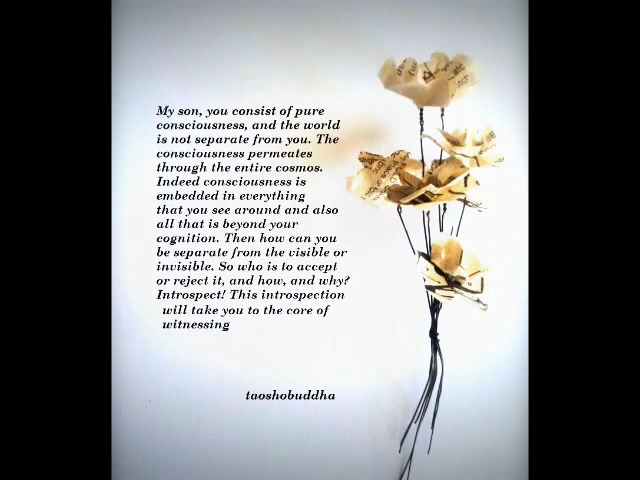 My son, you consist of pure
consciousness, and the world
is not separate from you. The
consciousness permeates
through the entire cosmos.
Indeed consciousness is
embedded in everything
that you see around and also
all that is beyond your
cognition. Then how can you
be separate from the visible or
invisible. So who is to accept
or reject it, and how, and why?
Introspect! This introspection
will take you to the core of
witnessing
taoshobuddha